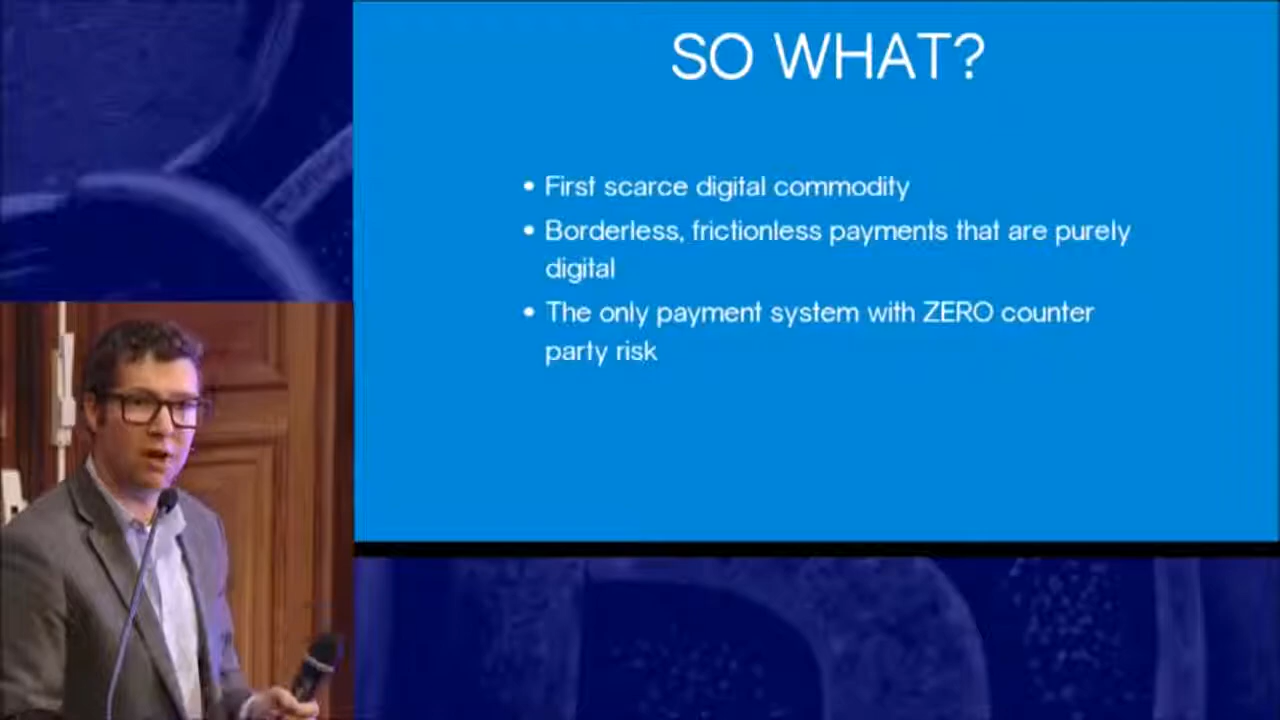 SO WHAT?
• First scarce digital commodity
• Borderless, frictionless payments that are purely
digital
• The only payment system with ZERO counter
party risk